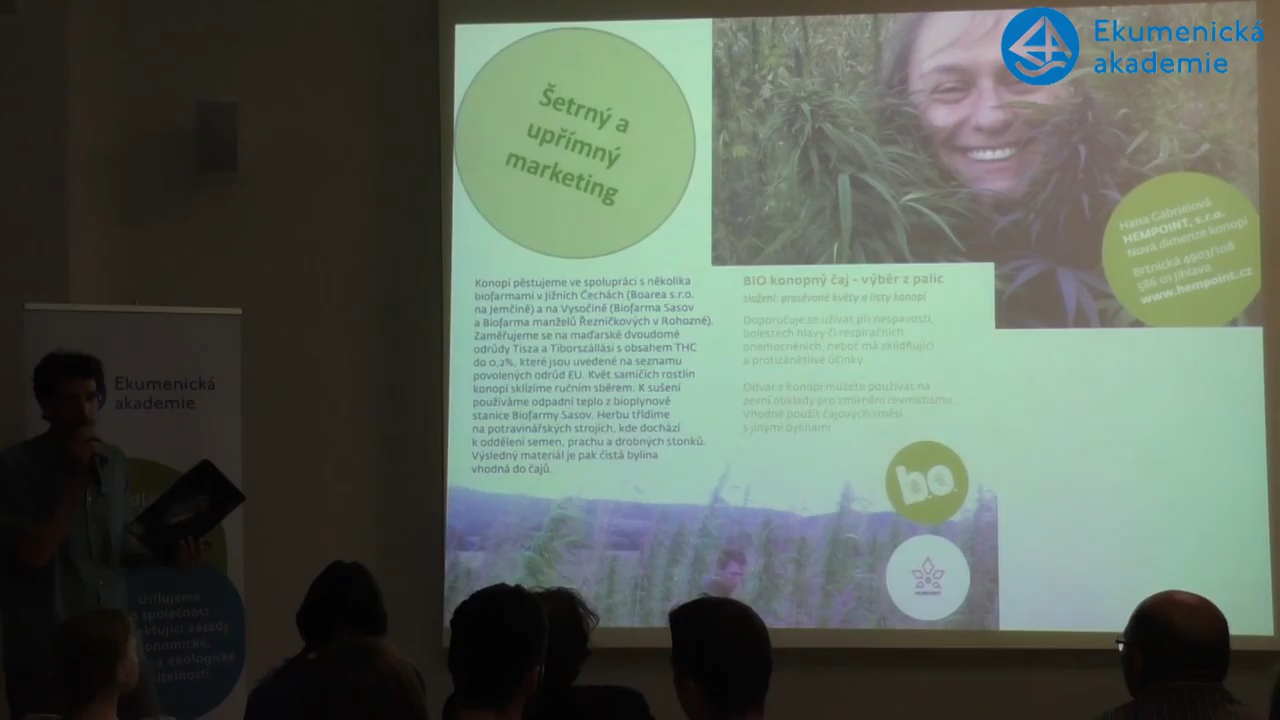 Ekumenická
akademie
Šetrný a
upřímný
marketing
Hana Gabrielová
HEMPOINT, s.r.o.
Nová dimenze konopí
Brtnická 4903/108
586 01 Jihlava
www.hempoint.cz
Konopí pěstujeme ve spolupráci s několika
biofarmami v Jižních Čechách (Boarea s.r.o.
na Jemčině) a na Vysočině (Biofarma Sasov
a Biofarma manželů Řezníčkových v Rohozné).
Zaměřujeme se na maďarské dvoudomé
odrůdy Tisza a Tiborszállási s obsahem THC
do 0,2%, které jsou uvedené na seznamu
povolených odrůd EU. Květ samičích rostlin
konopí sklízíme ručním sběrem. K sušení
používáme odpadní teplo z bioplynové
stanice Biofarmy Sasov. Herbu třídíme
na potravinářských strojích, kde dochází
k oddělení semen, prachu a drobných stonků.
Výsledný materiál je pak čistá bylina
vhodná do čajů.
BIO konopný čaj - výběr z palic
složení: prosévané květy a listy konopí
Doporučuje se užívat při nespavosti,
bolestech hlavy či respiračních
onemocněních, neboť má zklidňující
a protizánětlivé účinky.
Odvar z konopí můžete používat na
zevní obklady pro zmírnění revmatismu.
Vhodné použít čajových směsí
s jinými bylinami
b.o.
HEMPOINT
Ekumenická
akademie
Usilujeme
o společnost
zásady